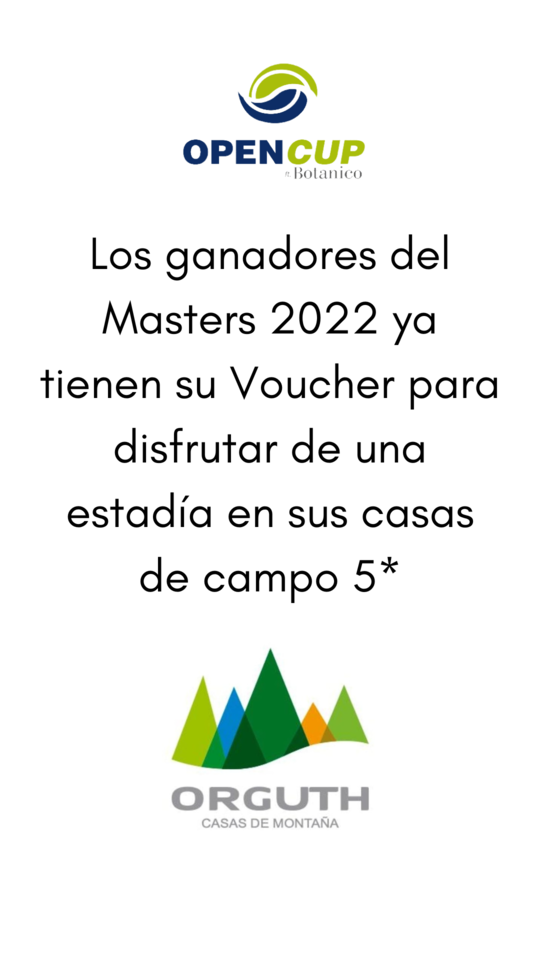 OPENCUP
Botanico
Los ganadores del
Masters 2022 ya
tienen su Voucher para
disfrutar de una
estadía en sus casas
de campo 5*
ORGUTH
CASAS DE MONTAÑA